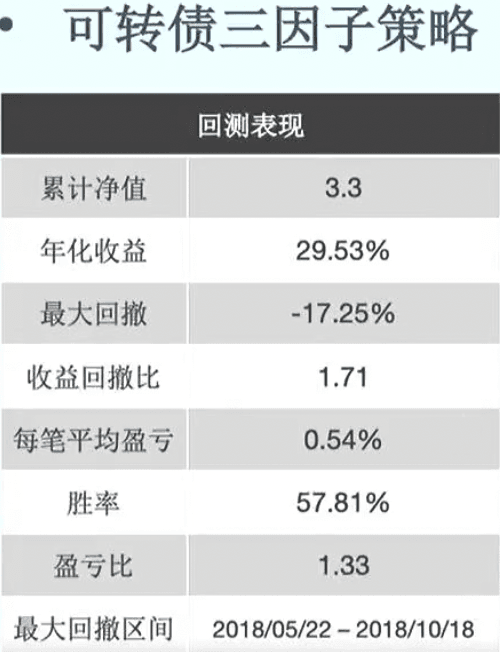 • 可转债三因子策略
回测表现
累计净值 3.3
年化收益 29.53%
最大回撤 -17.25%
收益回撤比 1.71
每笔平均盈亏 0.54%
胜率 57.81%
盈亏比 1.33
最大回撤区间 2018/05/22 – 2018/10/18